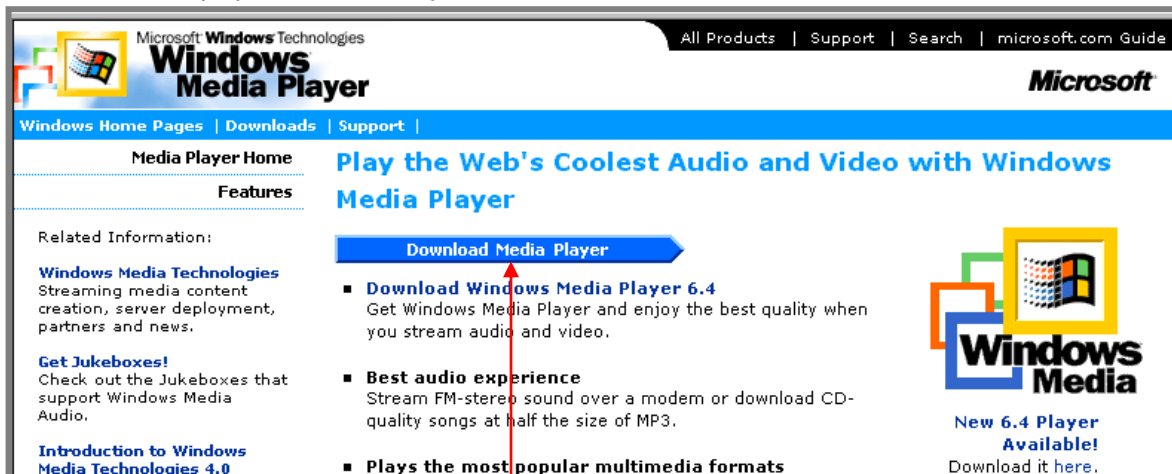 Microsoft Windows Technologies
Windows
Media Player
All Products | Support | Search | microsoft.com Guide
Microsoft
Windows Home Pages | Downloads | Support |
Media Player Home
Features
Related Information:
Windows Media Technologies
Streaming media content
creation, server deployment,
partners and news.
Get Jukeboxes!
Check out the Jukeboxes that
support Windows Media
Audio.
Introduction to Windows
Media Technologies 4.0
Play the Web's Coolest Audio and Video with Windows
Media Player
Download Media Player
▪ Download Windows Media Player 6.4
Get Windows Media Player and enjoy the best quality when
you stream audio and video.
▪ Best audio experience
Stream FM-stereo sound over a modem or download CD-
quality songs at half the size of MP3.
▪ Plays the most popular multimedia formats
Windows
Media
New 6.4 Player
Available!
Download it here.